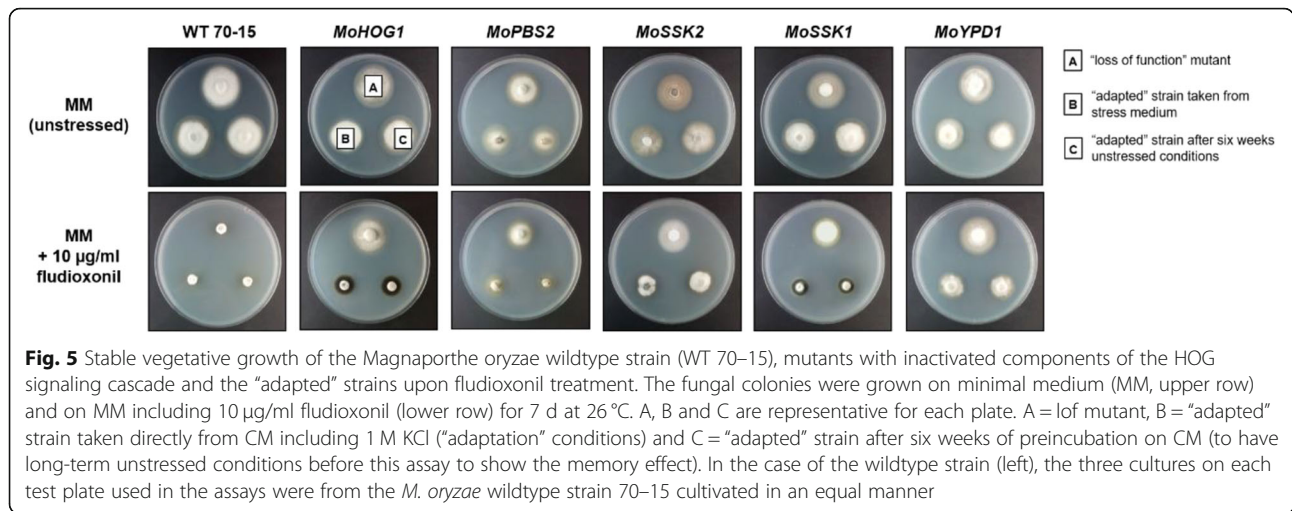 WT 70-15 MoHOG1 MoPBS2 MoSSK2 MoSSK1 MoYPD1
MM
(unstressed)
A
B
C
A "loss of function" mutant
B "adapted" strain taken from
stress medium
C "adapted" strain after six weeks
unstressed conditions
MM
+ 10 µg/ml
fludioxonil
Fig. 5 Stable vegetative growth of the Magnaporthe oryzae wildtype strain (WT 70–15), mutants with inactivated components of the HOG
signaling cascade and the "adapted" strains upon fludioxonil treatment. The fungal colonies were grown on minimal medium (MM, upper row)
and on MM including 10 µg/ml fludioxonil (lower row) for 7 d at 26 °C. A, B and C are representative for each plate. A = lof mutant, B = "adapted"
strain taken directly from CM including 1 M KCl ("adaptation" conditions) and C = "adapted" strain after six weeks of preincubation on CM (to have
long-term unstressed conditions before this assay to show the memory effect). In the case of the wildtype strain (left), the three cultures on each
test plate used in the assays were from the M. oryzae wildtype strain 70–15 cultivated in an equal manner